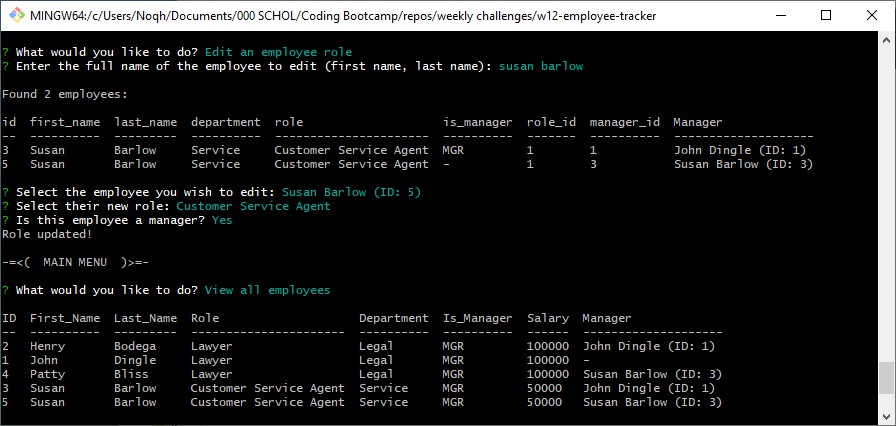 MINGW64:/c/Users/Noqh/Documents/000 SCHOL/Coding Bootcamp/repos/weekly challenges/w12-employee-tracker
? What would you like to do? Edit an employee role
? Enter the full name of the employee to edit (first name, last name): susan barlow
Found 2 employees:
id  first_name  last_name  department  role                    is_manager  role_id  manager_id  Manager
--  ----------  ---------  ----------  ----------------------  ----------  -------  ----------  --------------------
3   Susan       Barlow     Service     Customer Service Agent  MGR         1        1           John Dingle (ID: 1)
5   Susan       Barlow     Service     Customer Service Agent  -           1        3           Susan Barlow (ID: 3)
? Select the employee you wish to edit: Susan Barlow (ID: 5)
? Select their new role: Customer Service Agent
? Is this employee a manager? Yes
Role updated!
-=<(  MAIN MENU  )>=-
? What would you like to do? View all employees
ID  First_Name  Last_Name  Role                    Department  Is_Manager  Salary  Manager
--  ----------  ---------  ----------------------  ----------  ----------  ------  --------------------
2   Henry       Bodega     Lawyer                  Legal       MGR         100000  John Dingle (ID: 1)
1   John        Dingle     Lawyer                  Legal       MGR         100000  -
4   Patty       Bliss      Lawyer                  Legal       MGR         100000  Susan Barlow (ID: 3)
3   Susan       Barlow     Customer Service Agent  Service     MGR         50000   John Dingle (ID: 1)
5   Susan       Barlow     Customer Service Agent  Service     MGR         50000   Susan Barlow (ID: 3)